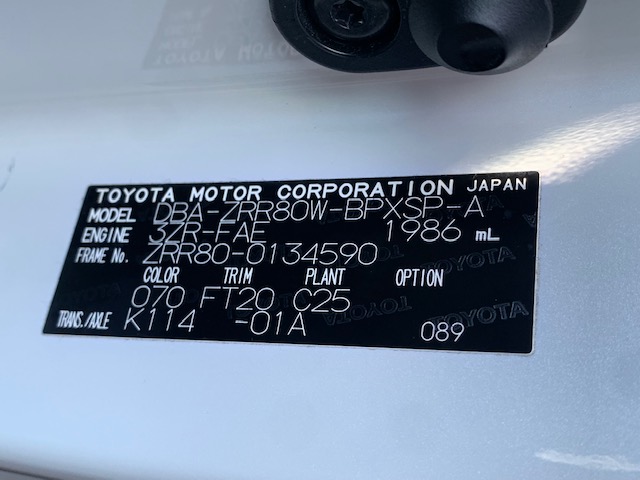 TOYOTA MOTOR CORPORATION JAPAN
MODEL DBA-ZRR80W-BPXSP-A
ENGINE 3ZR-FAE 1986 mL
FRAME No. ZRR80-0134590
COLOR TRIM PLANT OPTION
070 FT20 C25
TRANS./AXLE K114 -01A 089